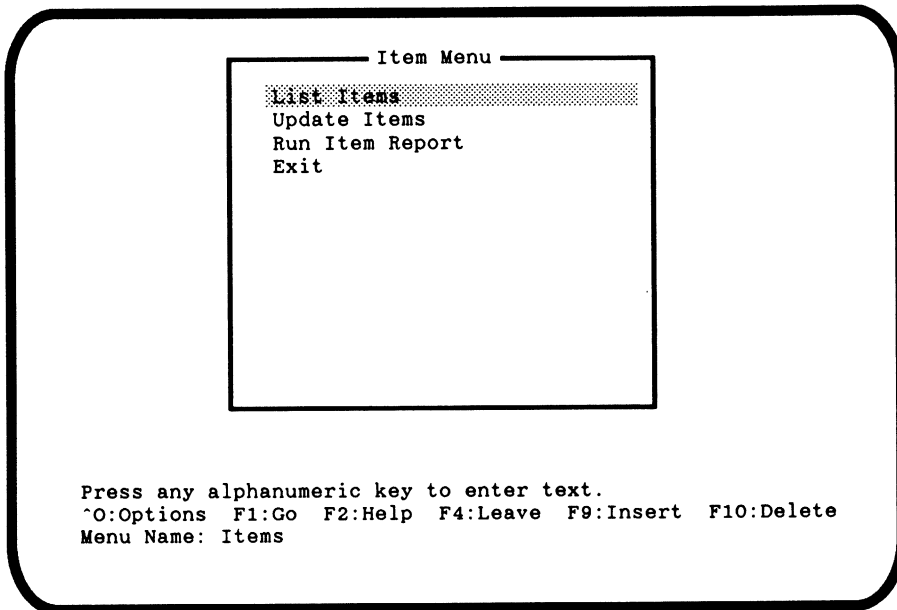 Item Menu
List Items
Update Items
Run Item Report
Exit
Press any alphanumeric key to enter text.
^O:Options  F1:Go  F2:Help  F4:Leave  F9:Insert  F10:Delete
Menu Name: Items